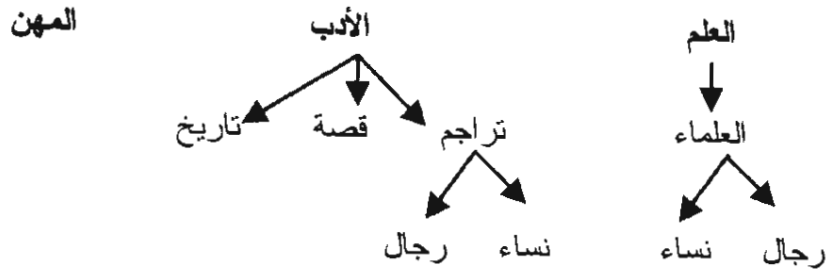 العلم الأدب المهن
العلماء تراجم قصة تاريخ
رجال نساء نساء رجال